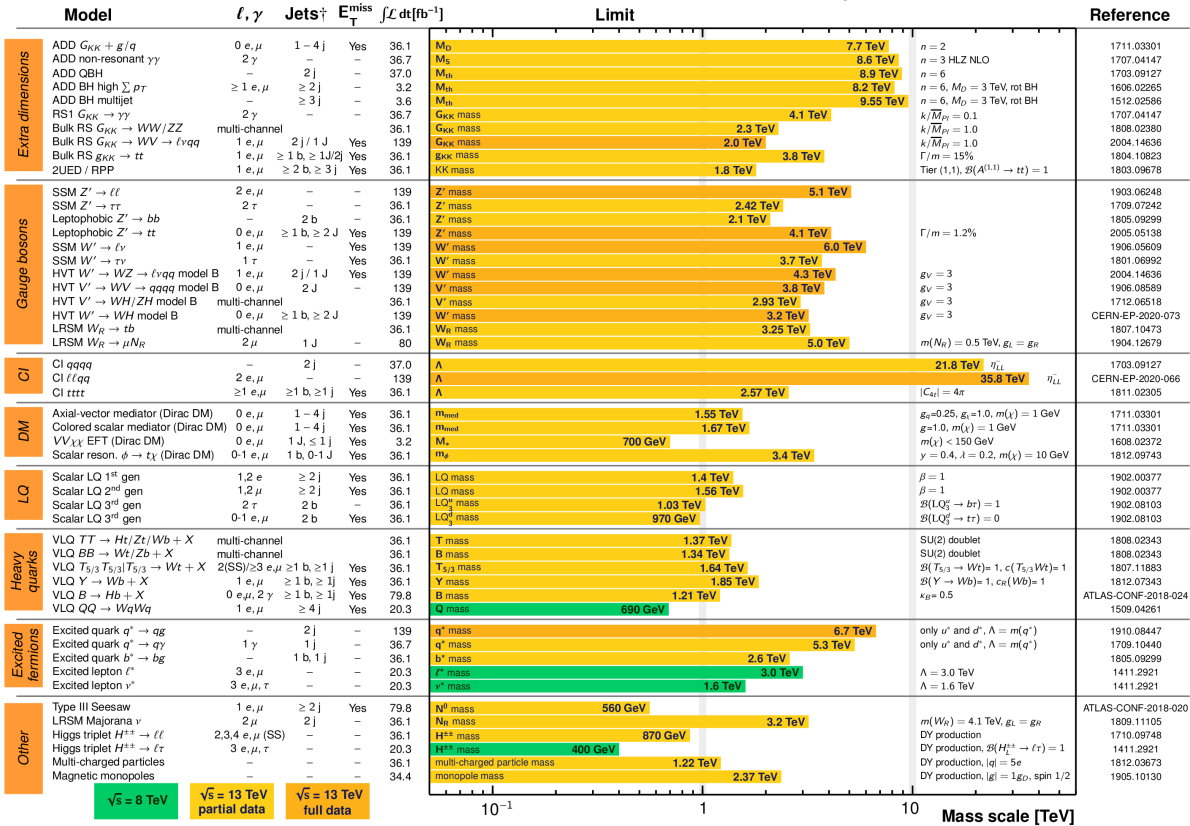 Model ℓ, γ Jets† E_T^miss ∫ℒ dt[fb⁻¹] Limit Reference
Extra dimensions
ADD G_KK + g/q 0 e, μ 1 − 4 j Yes 36.1 M_D 7.7 TeV n = 2 1711.03301
ADD non-resonant γγ 2 γ − − 36.7 M_S 8.6 TeV n = 3 HLZ NLO 1707.04147
ADD QBH − 2 j − 37.0 M_th 8.9 TeV n = 6 1703.09127
ADD BH high ∑ p_T ≥ 1 e, μ ≥ 2 j − 3.2 M_th 8.2 TeV n = 6, M_D = 3 TeV, rot BH 1606.02265
ADD BH multijet − ≥ 3 j − 3.6 M_th 9.55 TeV n = 6, M_D = 3 TeV, rot BH 1512.02586
RS1 G_KK → γγ 2 γ − − 36.7 G_KK mass 4.1 TeV k/M̅_Pl = 0.1 1707.04147
Bulk RS G_KK → WW/ZZ multi-channel 36.1 G_KK mass 2.3 TeV k/M̅_Pl = 1.0 1808.02380
Bulk RS G_KK → WV → ℓνqq 1 e, μ 2 j / 1 J Yes 139 G_KK mass 2.0 TeV k/M̅_Pl = 1.0 2004.14636
Bulk RS g_KK → tt 1 e, μ ≥ 1 b, ≥ 1J/2j Yes 36.1 g_KK mass 3.8 TeV Γ/m = 15% 1804.10823
2UED / RPP 1 e, μ ≥ 2 b, ≥ 3 j Yes 36.1 KK mass 1.8 TeV Tier (1,1), ℬ(A^(1,1) → tt) = 1 1803.09678
Gauge bosons
SSM Z′ → ℓℓ 2 e, μ − − 139 Z′ mass 5.1 TeV 1903.06248
SSM Z′ → ττ 2 τ − − 36.1 Z′ mass 2.42 TeV 1709.07242
Leptophobic Z′ → bb − 2 b − 36.1 Z′ mass 2.1 TeV 1805.09299
Leptophobic Z′ → tt 0 e, μ ≥ 1 b, ≥ 2 J Yes 139 Z′ mass 4.1 TeV Γ/m = 1.2% 2005.05138
SSM W′ → ℓν 1 e, μ − Yes 139 W′ mass 6.0 TeV 1906.05609
SSM W′ → τν 1 τ − Yes 36.1 W′ mass 3.7 TeV 1801.06992
HVT W′ → WZ → ℓνqq model B 1 e, μ 2 j / 1 J Yes 139 W′ mass 4.3 TeV g_V = 3 2004.14636
HVT V′ → WV → qqqq model B 0 e, μ 2 J − 139 V′ mass 3.8 TeV g_V = 3 1906.08589
HVT V′ → WH/ZH model B multi-channel 36.1 V′ mass 2.93 TeV g_V = 3 1712.06518
HVT W′ → WH model B 0 e, μ ≥ 1 b, ≥ 2 J 139 W′ mass 3.2 TeV g_V = 3 CERN-EP-2020-073
LRSM W_R → tb multi-channel 36.1 W_R mass 3.25 TeV 1807.10473
LRSM W_R → μN_R 2 μ 1 J − 80 W_R mass 5.0 TeV m(N_R) = 0.5 TeV, g_L = g_R 1904.12679
CI
CI qqqq − 2 j − 37.0 Λ 21.8 TeV η⁻_LL 1703.09127
CI ℓℓqq 2 e, μ − − 139 Λ 35.8 TeV η⁻_LL CERN-EP-2020-066
CI tttt ≥1 e, μ ≥1 b, ≥1 j Yes 36.1 Λ 2.57 TeV |C_4t| = 4π 1811.02305
DM
Axial-vector mediator (Dirac DM) 0 e, μ 1 − 4 j Yes 36.1 m_med 1.55 TeV g_q=0.25, g_χ=1.0, m(χ) = 1 GeV 1711.03301
Colored scalar mediator (Dirac DM) 0 e, μ 1 − 4 j Yes 36.1 m_med 1.67 TeV g=1.0, m(χ) = 1 GeV 1711.03301
VVχχ EFT (Dirac DM) 0 e, μ 1 J, ≤ 1 j Yes 3.2 M_* 700 GeV m(χ) < 150 GeV 1608.02372
Scalar reson. φ → tχ (Dirac DM) 0-1 e, μ 1 b, 0-1 J Yes 36.1 m_φ 3.4 TeV y = 0.4, λ = 0.2, m(χ) = 10 GeV 1812.09743
LQ
Scalar LQ 1st gen 1,2 e ≥ 2 j Yes 36.1 LQ mass 1.4 TeV β = 1 1902.00377
Scalar LQ 2nd gen 1,2 μ ≥ 2 j Yes 36.1 LQ mass 1.56 TeV β = 1 1902.00377
Scalar LQ 3rd gen 2 τ 2 b − 36.1 LQ₃ᵘ mass 1.03 TeV ℬ(LQ₃ᵘ → bτ) = 1 1902.08103
Scalar LQ 3rd gen 0-1 e, μ 2 b Yes 36.1 LQ₃ᵈ mass 970 GeV ℬ(LQ₃ᵈ → tτ) = 0 1902.08103
Heavy quarks
VLQ TT → Ht/Zt/Wb + X multi-channel 36.1 T mass 1.37 TeV SU(2) doublet 1808.02343
VLQ BB → Wt/Zb + X multi-channel 36.1 B mass 1.34 TeV SU(2) doublet 1808.02343
VLQ T_5/3 T_5/3|T_5/3 → Wt + X 2(SS)/≥3 e,μ ≥1 b, ≥1 j Yes 36.1 T_5/3 mass 1.64 TeV ℬ(T_5/3 → Wt)= 1, c(T_5/3 Wt)= 1 1807.11883
VLQ Y → Wb + X 1 e, μ ≥ 1 b, ≥ 1j Yes 36.1 Y mass 1.85 TeV ℬ(Y → Wb)= 1, c_R(Wb)= 1 1812.07343
VLQ B → Hb + X 0 e,μ, 2 γ ≥ 1 b, ≥ 1j Yes 79.8 B mass 1.21 TeV κ_B= 0.5 ATLAS-CONF-2018-024
VLQ QQ → WqWq 1 e, μ ≥ 4 j Yes 20.3 Q mass 690 GeV 1509.04261
Excited fermions
Excited quark q* → qg − 2 j − 139 q* mass 6.7 TeV only u* and d*, Λ = m(q*) 1910.08447
Excited quark q* → qγ 1 γ 1 j − 36.7 q* mass 5.3 TeV only u* and d*, Λ = m(q*) 1709.10440
Excited quark b* → bg − 1 b, 1 j − 36.1 b* mass 2.6 TeV 1805.09299
Excited lepton ℓ* 3 e, μ − − 20.3 ℓ* mass 3.0 TeV Λ = 3.0 TeV 1411.2921
Excited lepton ν* 3 e, μ, τ − − 20.3 ν* mass 1.6 TeV Λ = 1.6 TeV 1411.2921
Other
Type III Seesaw 1 e, μ ≥ 2 j Yes 79.8 N⁰ mass 560 GeV ATLAS-CONF-2018-020
LRSM Majorana ν 2 μ 2 j − 36.1 N_R mass 3.2 TeV m(W_R) = 4.1 TeV, g_L = g_R 1809.11105
Higgs triplet H^±± → ℓℓ 2,3,4 e, μ (SS) − − 36.1 H^±± mass 870 GeV DY production 1710.09748
Higgs triplet H^±± → ℓτ 3 e, μ, τ − − 20.3 H^±± mass 400 GeV DY production, ℬ(H_L^±± → ℓτ) = 1 1411.2921
Multi-charged particles − − − 36.1 multi-charged particle mass 1.22 TeV DY production, |q| = 5e 1812.03673
Magnetic monopoles − − − 34.4 monopole mass 2.37 TeV DY production, |g| = 1g_D, spin 1/2 1905.10130
√s = 8 TeV
√s = 13 TeV partial data
√s = 13 TeV full data
10⁻¹ 1 10
Mass scale [TeV]